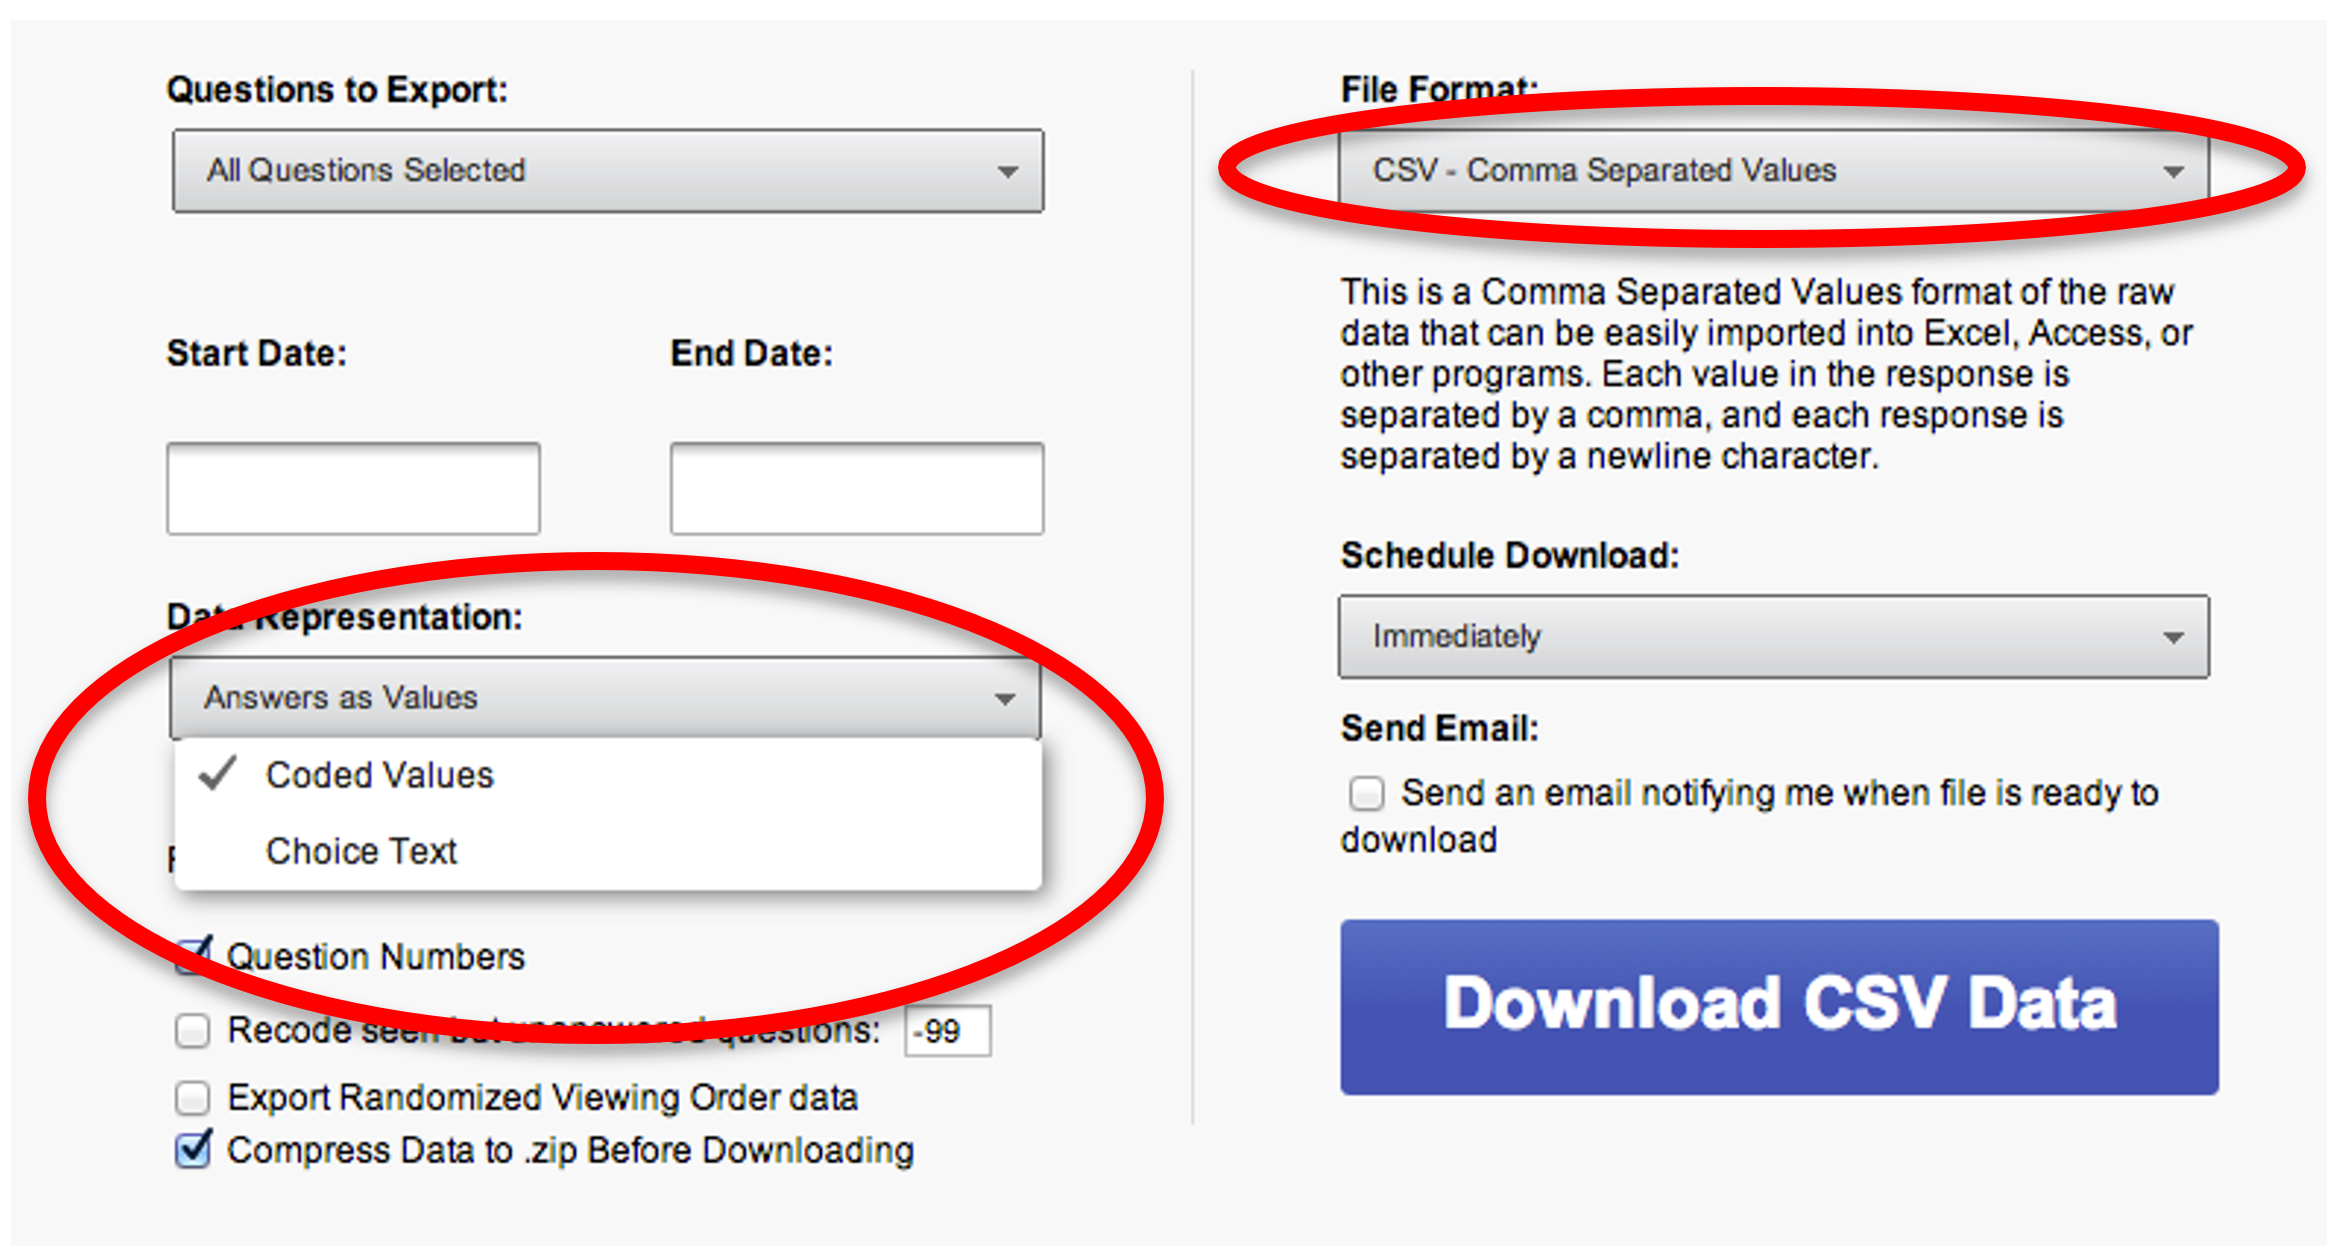 Questions to Export:
All Questions Selected
Start Date:
End Date:
Data Representation:
Answers as Values
Coded Values
Choice Text
Question Numbers
Recode seen but unanswered questions:
-99
Export Randomized Viewing Order data
Compress Data to .zip Before Downloading
File Format:
CSV - Comma Separated Values
This is a Comma Separated Values format of the raw
data that can be easily imported into Excel, Access, or
other programs. Each value in the response is
separated by a comma, and each response is
separated by a newline character.
Schedule Download:
Immediately
Send Email:
Send an email notifying me when file is ready to
download
Download CSV Data